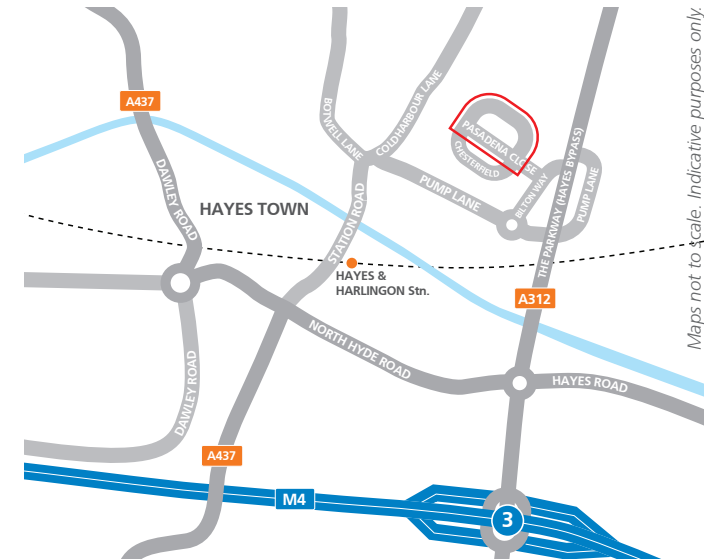 A437
BOTWELL LANE
COLDHARBOUR LANE
PASADENA CLOSE
CHESTERFIELD
DAWLEY ROAD
HAYES TOWN
STATION ROAD
PUMP LANE
BILTON WAY
PUMP LANE
THE PARKWAY (HAYES BYPASS)
HAYES &
HARLINGON Stn.
A312
NORTH HYDE ROAD
HAYES ROAD
DAWLEY ROAD
A437
M4
3
Maps not to scale. Indicative purposes only.